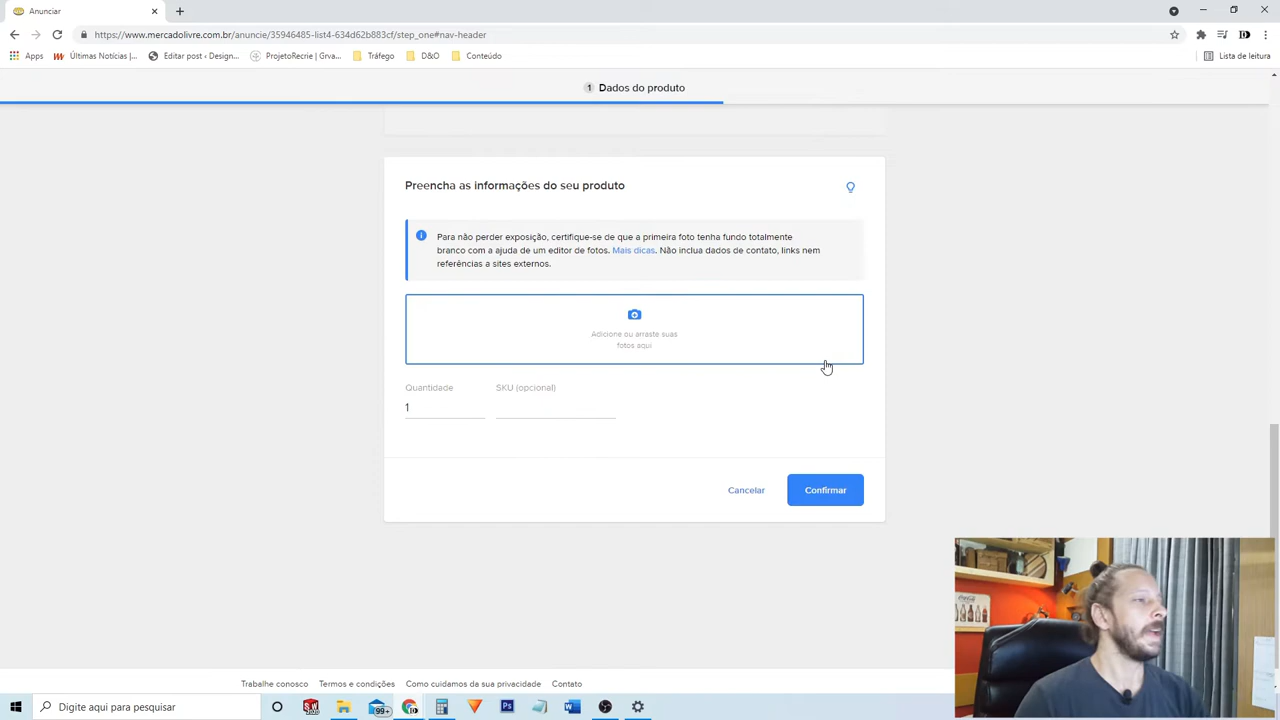 Anunciar
https://www.mercadolivre.com.br/anuncie/35946485-list4-634d62b883cf/step_one#nav-header
Apps
Últimas Notícias |...
Editar post ‹ Design...
ProjetoRecrie | Grva...
Tráfego
D&O
Conteúdo
Lista de leitura
1 Dados do produto
Preencha as informações do seu produto
Para não perder exposição, certifique-se de que a primeira foto tenha fundo totalmente
branco com a ajuda de um editor de fotos. Mais dicas. Não inclua dados de contato, links nem
referências a sites externos.
Adicione ou arraste suas
fotos aqui
Quantidade SKU (opcional)
1
Cancelar Confirmar
Trabalhe conosco Termos e condições Como cuidamos da sua privacidade Contato
Digite aqui para pesquisar
99+